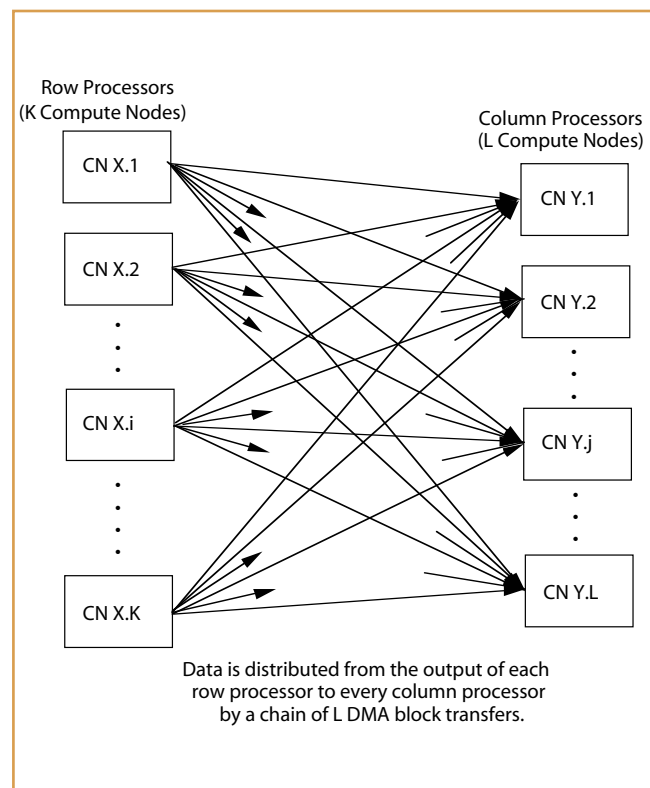 Row Processors
(K Compute Nodes)
Column Processors
(L Compute Nodes)
CN X.1
CN Y.1
CN X.2
CN Y.2
CN X.i
CN Y.j
CN X.K
CN Y.L
Data is distributed from the output of each
row processor to every column processor
by a chain of L DMA block transfers.